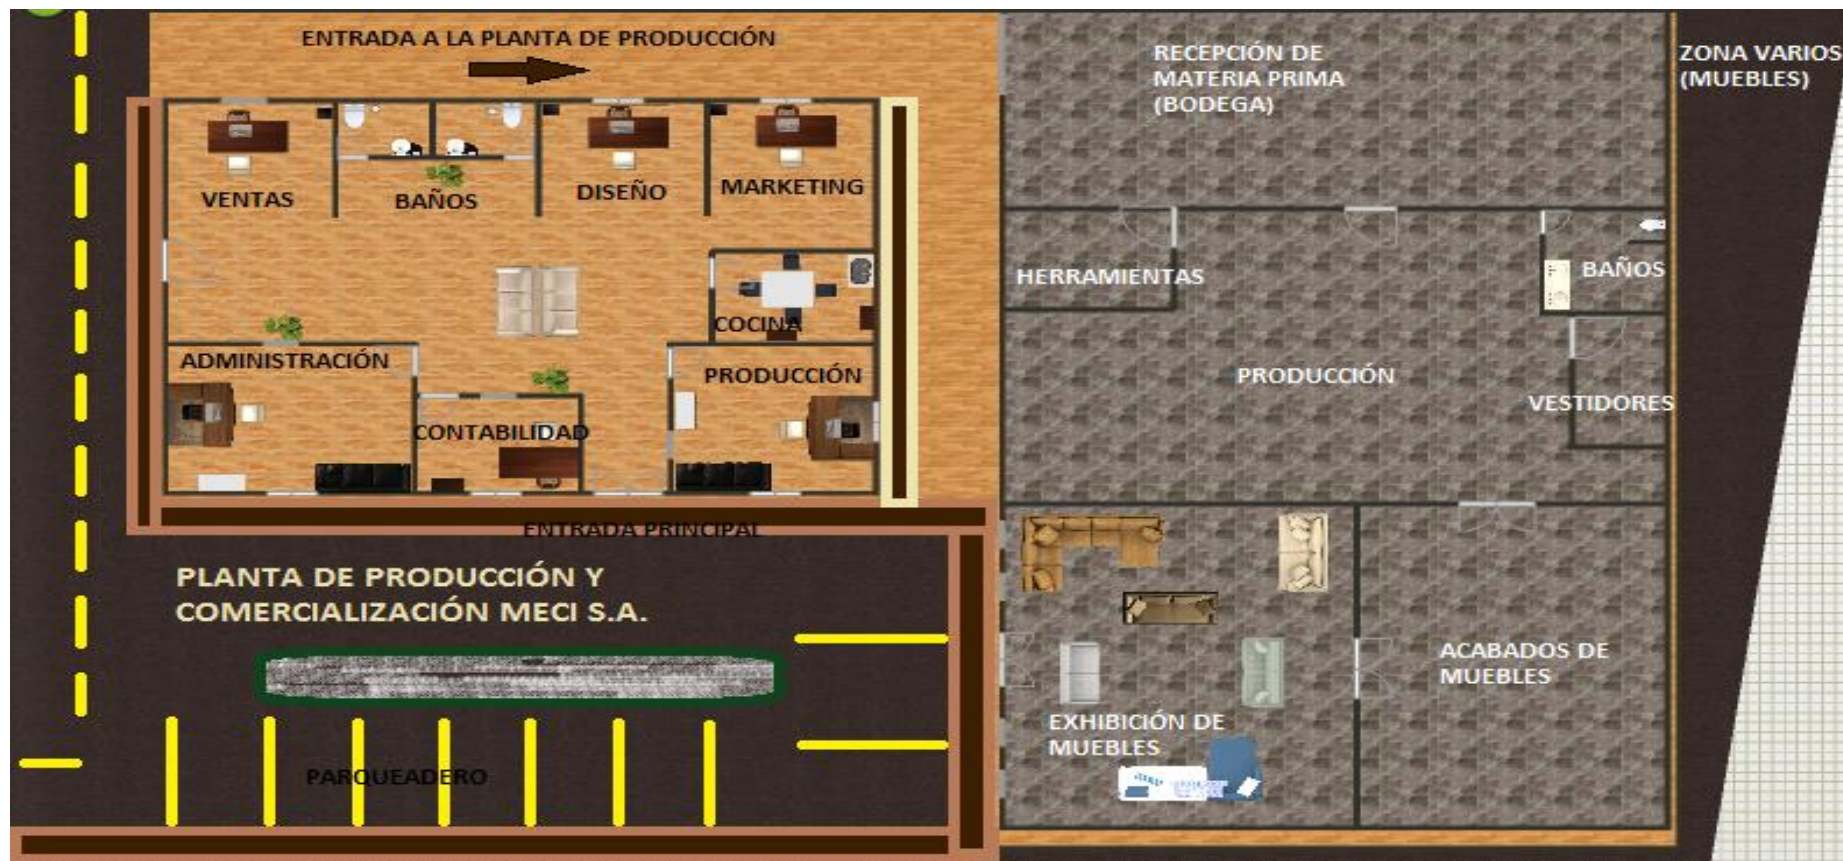 ENTRADA A LA PLANTA DE PRODUCCIÓN
RECEPCIÓN DE
MATERIA PRIMA
(BODEGA)
ZONA VARIOS
(MUEBLES)
VENTAS
BAÑOS
DISEÑO
MARKETING
HERRAMIENTAS
BAÑOS
COCINA
ADMINISTRACIÓN
PRODUCCIÓN
PRODUCCIÓN
VESTIDORES
CONTABILIDAD
ENTRADA PRINCIPAL
PLANTA DE PRODUCCIÓN Y
COMERCIALIZACIÓN MECI S.A.
ACABADOS DE
MUEBLES
EXHIBICIÓN DE
MUEBLES
PARQUEADERO